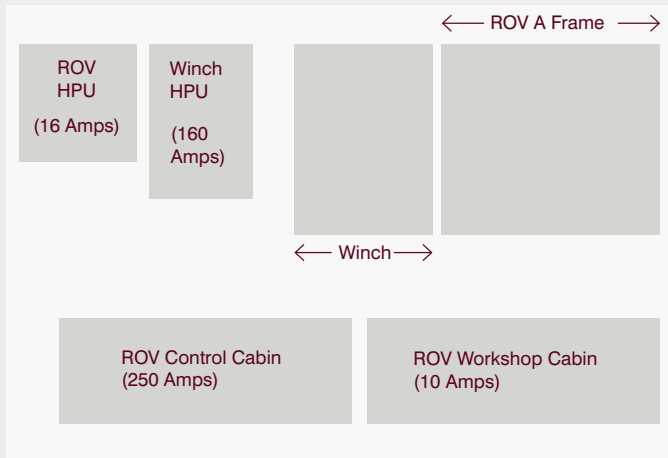 ROV A Frame
ROV
HPU
(16 Amps)
Winch
HPU
(160
Amps)
Winch
ROV Control Cabin
(250 Amps)
ROV Workshop Cabin
(10 Amps)